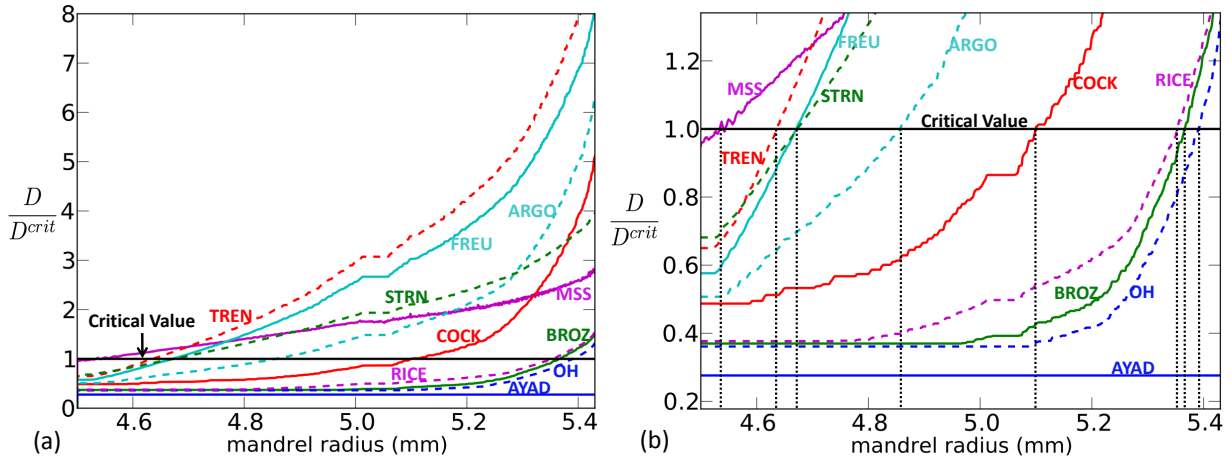 8
7
6
5
4
3
2
1
0
D
D^crit
Critical Value
TREN
FREU
ARGO
STRN
MSS
COCK
BROZ
RICE
OH
AYAD
4.6 4.8 5.0 5.2 5.4
(a) mandrel radius (mm)
1.2
1.0
0.8
0.6
0.4
0.2
D
D^crit
FREU
ARGO
MSS
STRN
COCK
RICE
Critical Value
TREN
BROZ
OH
AYAD
4.6 4.8 5.0 5.2 5.4
(b) mandrel radius (mm)